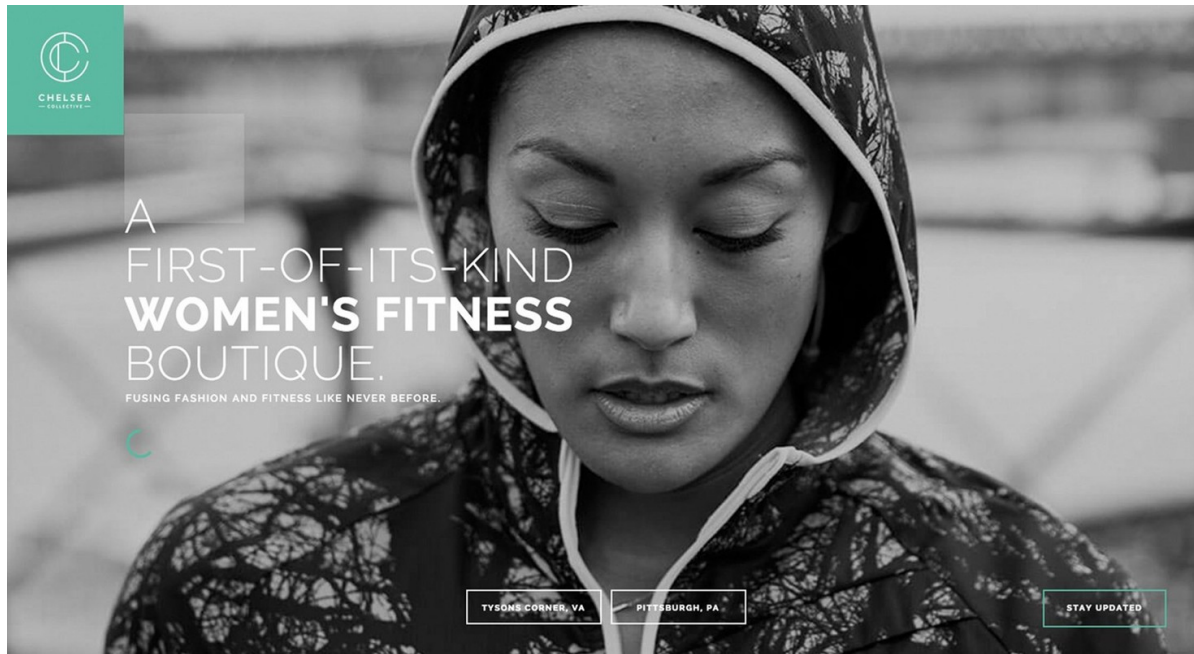 CHELSEA
COLLECTIVE
A
FIRST-OF-ITS-KIND
WOMEN'S FITNESS
BOUTIQUE.
FUSING FASHION AND FITNESS LIKE NEVER BEFORE.
TYSONS CORNER, VA
PITTSBURGH, PA
STAY UPDATED